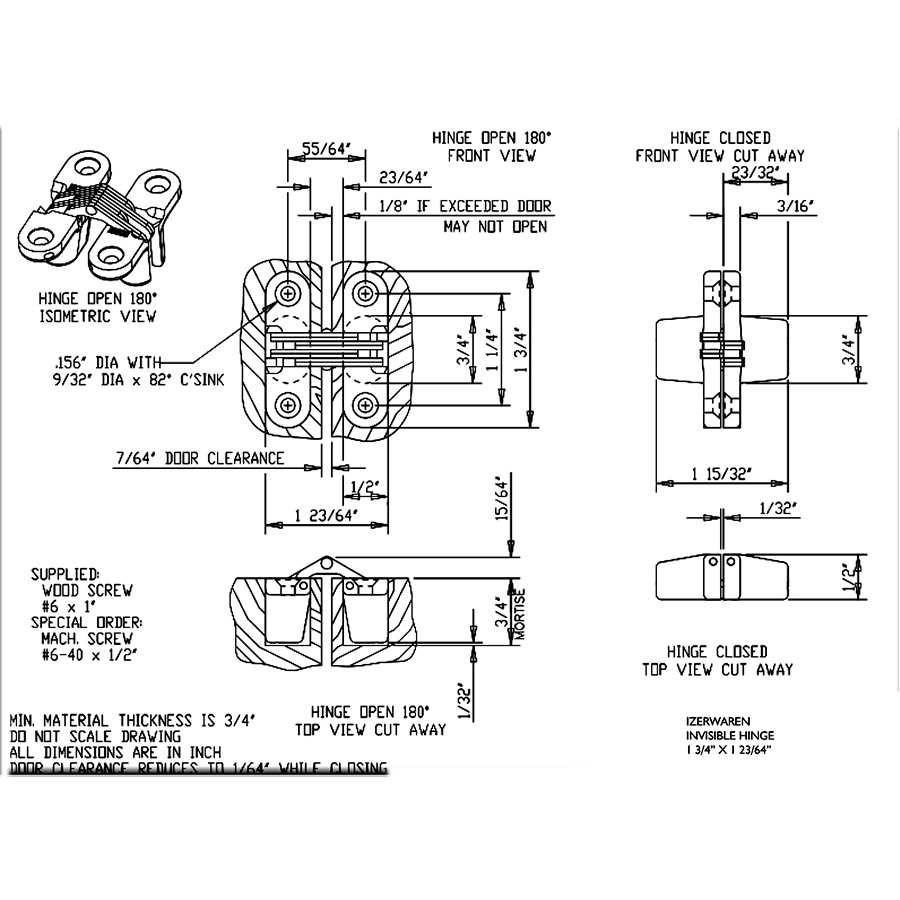 HINGE OPEN 180°
FRONT VIEW
55/64"
23/64"
1/8" IF EXCEEDED DOOR
MAY NOT OPEN
HINGE CLOSED
FRONT VIEW CUT AWAY
23/32"
3/16"
HINGE OPEN 180°
ISOMETRIC VIEW
.156" DIA WITH
9/32" DIA x 82° C'SINK
3/4"
1 1/4"
1 3/4"
3/4"
7/64" DOOR CLEARANCE
1/2"
1 23/64"
15/64"
1 15/32"
1/32"
SUPPLIED:
WOOD SCREW
#6 x 1"
SPECIAL ORDER:
MACH. SCREW
#6-40 x 1/2"
3/4"
MORTISE
1/32"
1/2"
HINGE CLOSED
TOP VIEW CUT AWAY
HINGE OPEN 180°
TOP VIEW CUT AWAY
MIN. MATERIAL THICKNESS IS 3/4"
DO NOT SCALE DRAWING
ALL DIMENSIONS ARE IN INCH
DOOR CLEARANCE REDUCES TO 1/64" WHILE CLOSING
IZERWAREN
INVISIBLE HINGE
1 3/4" X 1 23/64"